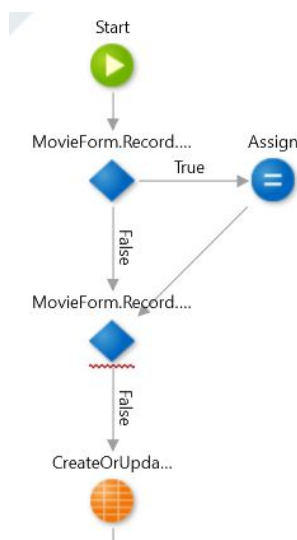 Start
MovieForm.Record....
Assign
True
False
MovieForm.Record....
False
CreateOrUpda...